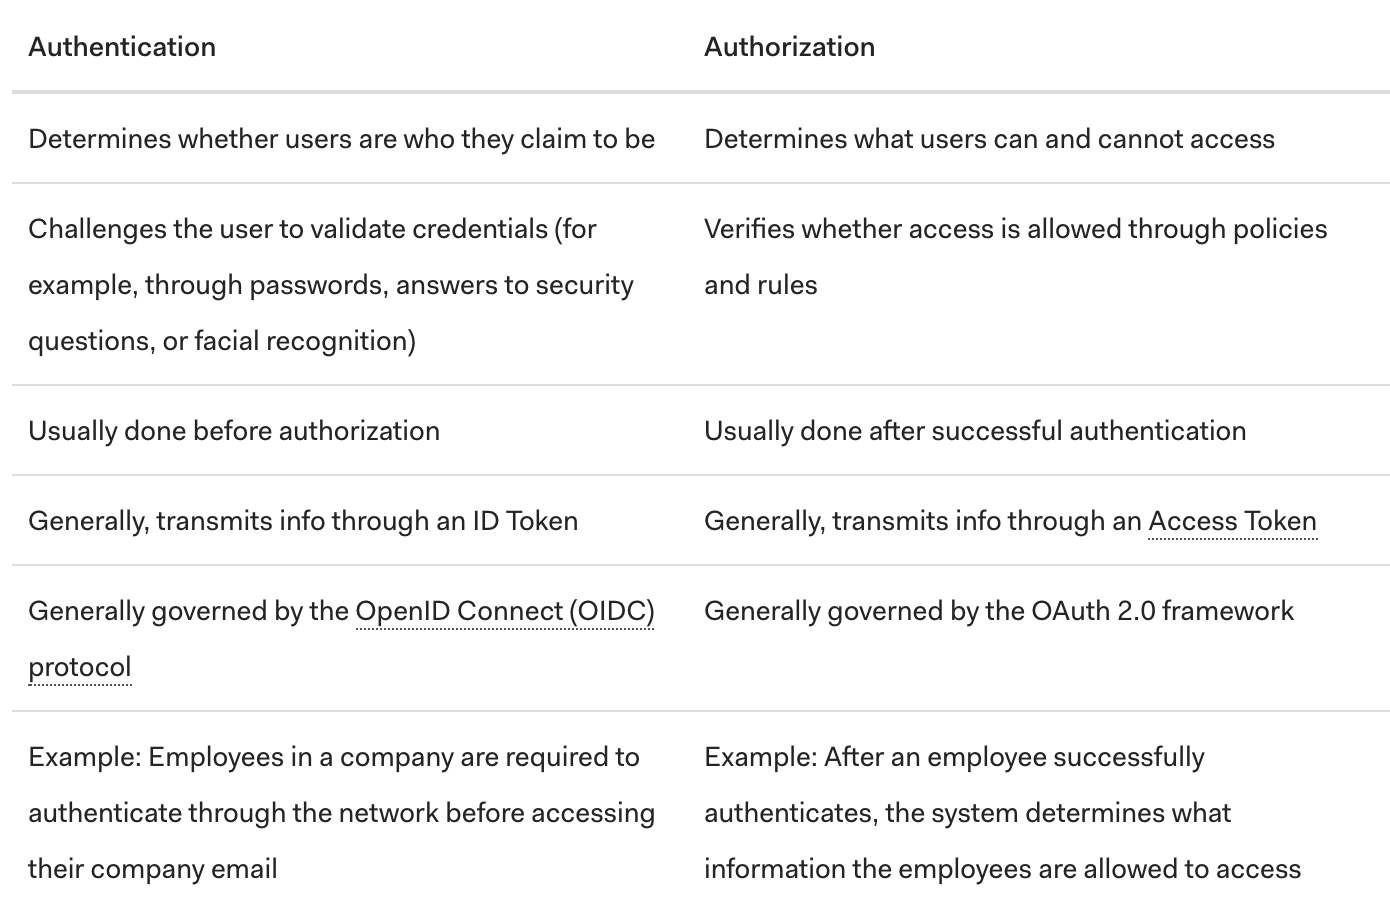 Authentication
Authorization
Determines whether users are who they claim to be
Determines what users can and cannot access
Challenges the user to validate credentials (for
example, through passwords, answers to security
questions, or facial recognition)
Verifies whether access is allowed through policies
and rules
Usually done before authorization
Usually done after successful authentication
Generally, transmits info through an ID Token
Generally, transmits info through an Access Token
Generally governed by the OpenID Connect (OIDC)
protocol
Generally governed by the OAuth 2.0 framework
Example: Employees in a company are required to
authenticate through the network before accessing
their company email
Example: After an employee successfully
authenticates, the system determines what
information the employees are allowed to access